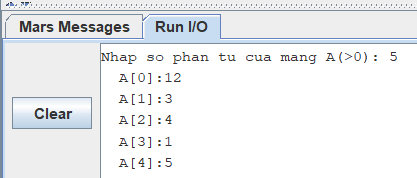 Mars Messages Run I/O
Nhap so phan tu cua mang A(>0): 5
A[0]:12
A[1]:3
Clear
A[2]:4
A[3]:1
A[4]:5